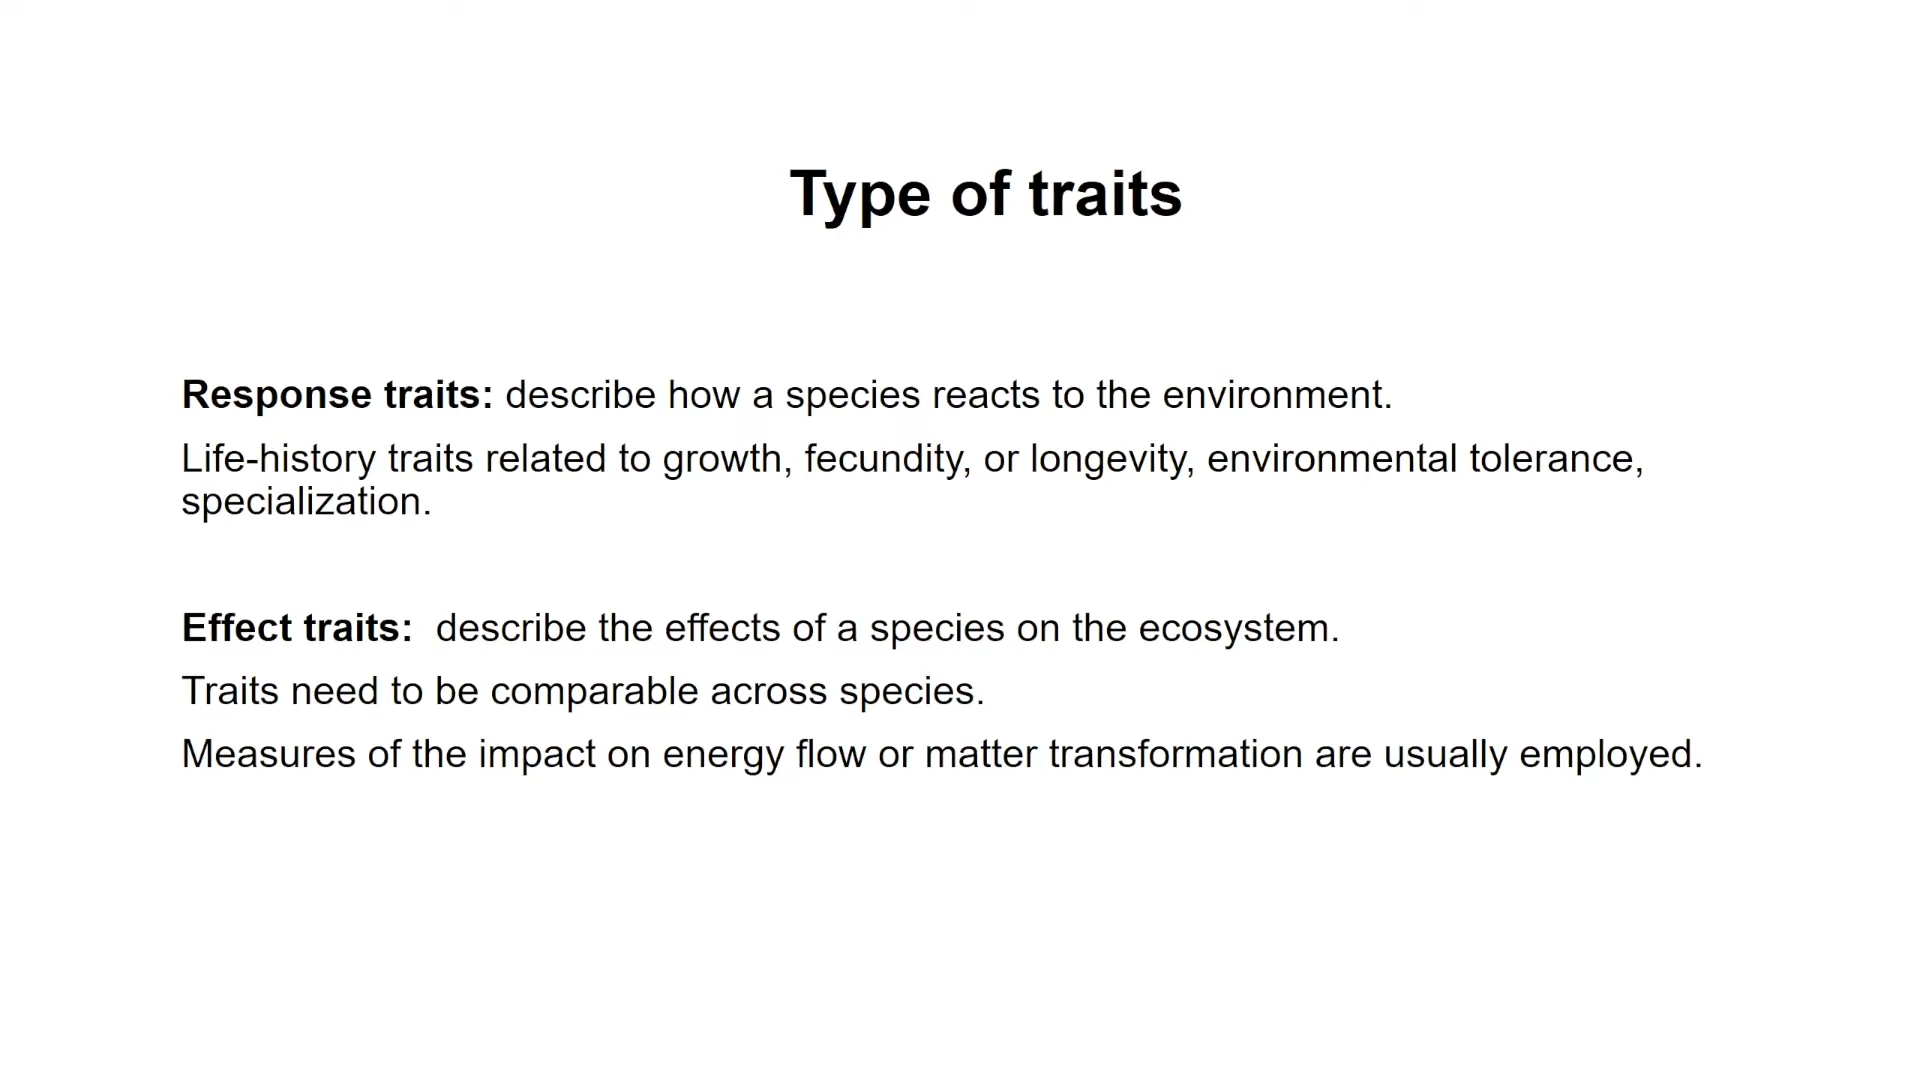 Type of traits
Response traits: describe how a species reacts to the environment.
Life-history traits related to growth, fecundity, or longevity, environmental tolerance,
specialization.
Effect traits:  describe the effects of a species on the ecosystem.
Traits need to be comparable across species.
Measures of the impact on energy flow or matter transformation are usually employed.